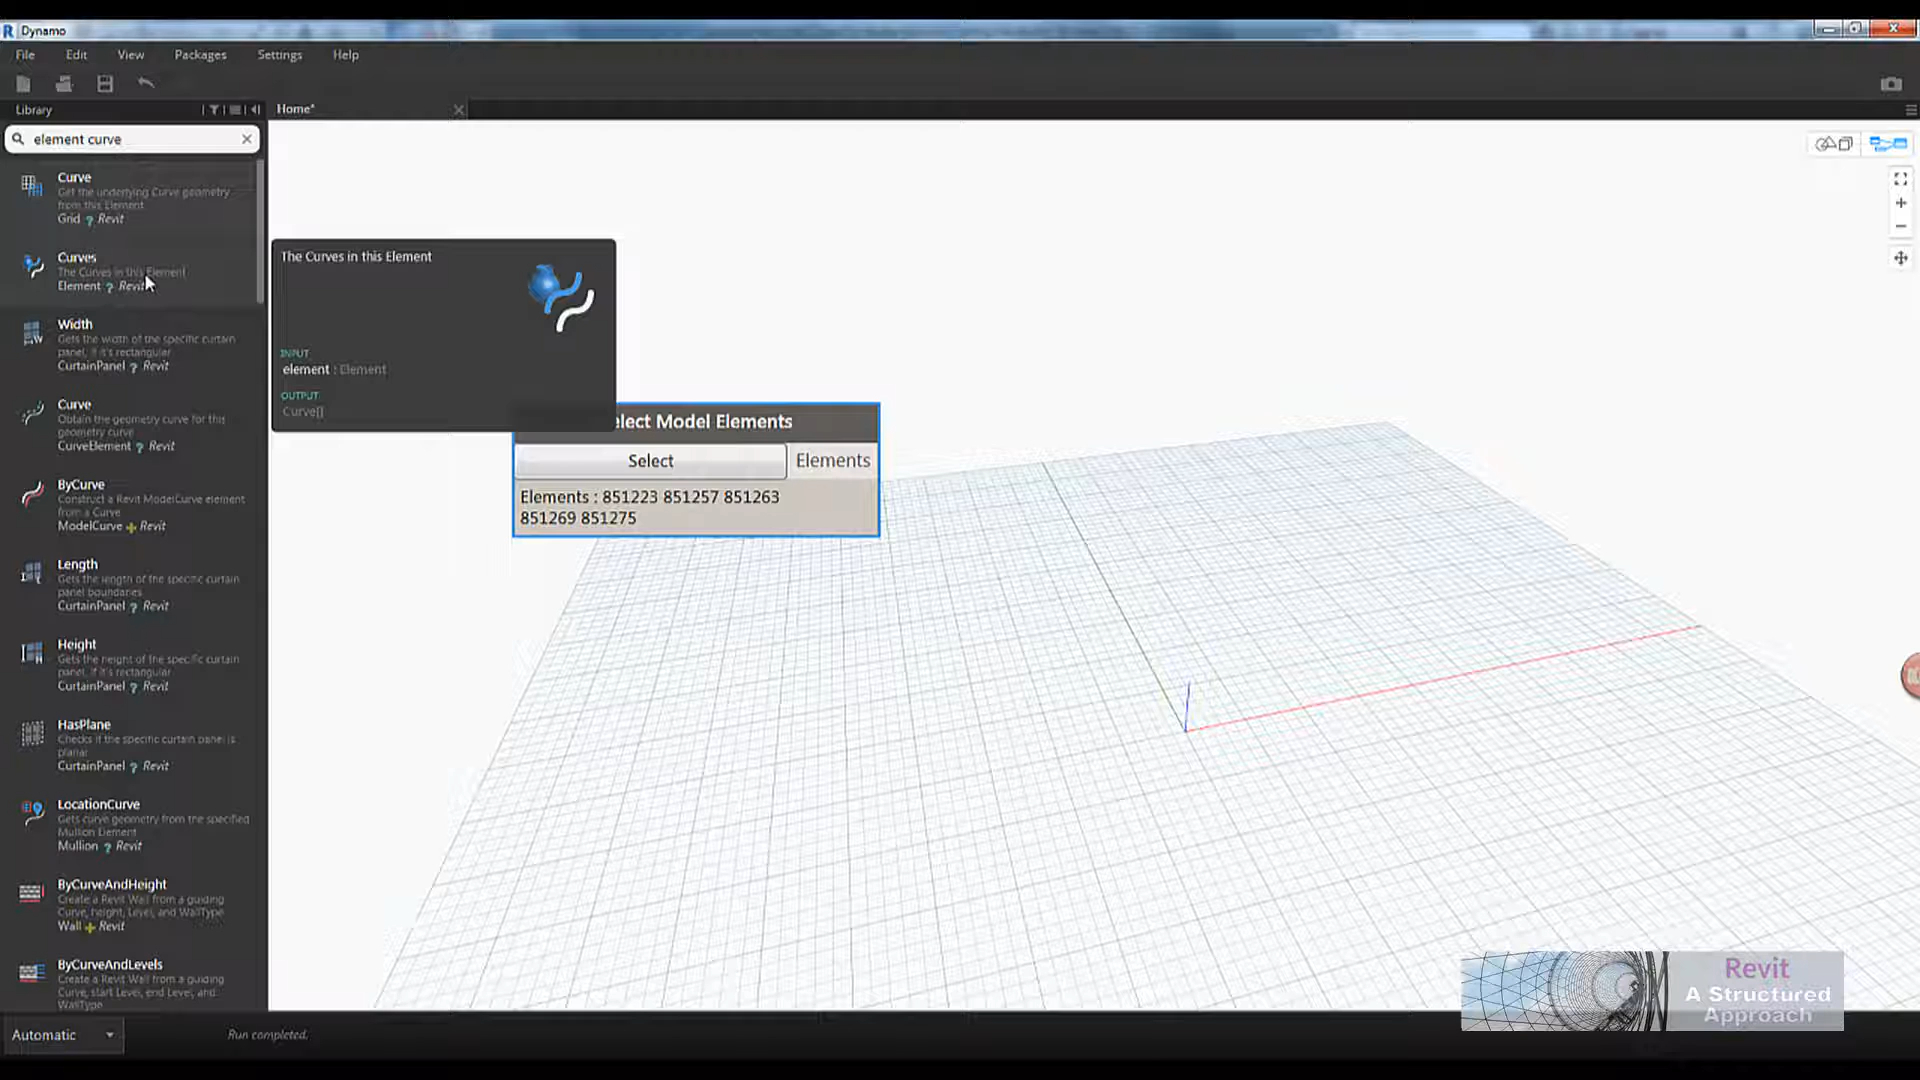 Dynamo
File Edit View Packages Settings Help
Library
Home*
element curve
Curve
Get the underlying Curve geometry
from this Element
Grid ? Revit
Curves
The Curves in this Element
Element ? Revit
Width
Gets the width of the specific curtain
panel, if it's rectangular
CurtainPanel ? Revit
Curve
Obtain the geometry curve for this
geometry curve
CurveElement ? Revit
ByCurve
Construct a Revit ModelCurve element
from a Curve
ModelCurve + Revit
Length
Gets the length of the specific curtain
panel boundaries
CurtainPanel ? Revit
Height
Gets the height of the specific curtain
panel, if it's rectangular
CurtainPanel ? Revit
HasPlane
Checks if the specific curtain panel is
planar
CurtainPanel ? Revit
LocationCurve
Gets curve geometry from the specified
Mullion Element
Mullion ? Revit
ByCurveAndHeight
Create a Revit Wall from a guiding
Curve, height, Level, and WallType
Wall + Revit
ByCurveAndLevels
Create a Revit Wall from a guiding
Curve, start Level, end Level, and
WallType
The Curves in this Element
INPUT
element : Element
OUTPUT
Curve[]
elect Model Elements
Select
Elements
Elements : 851223 851257 851263
851269 851275
Revit
A Structured
Approach
Automatic
Run completed.